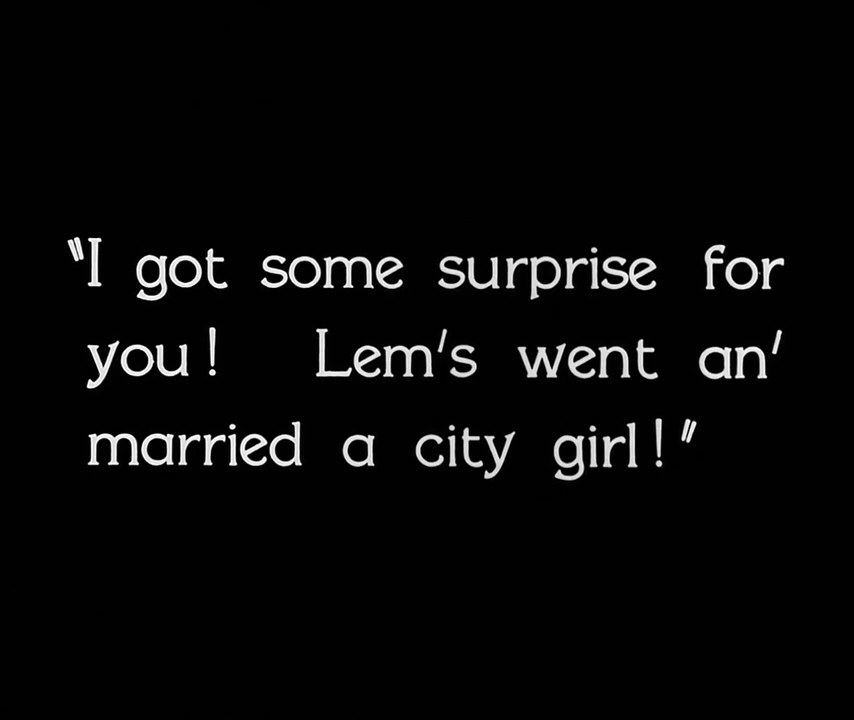 "I got some surprise for
you! Lem's went an'
married a city girl!"